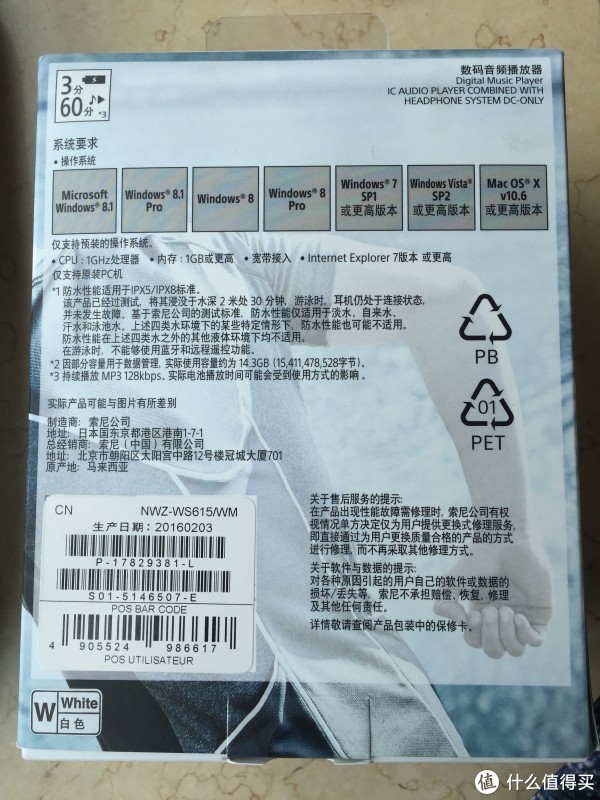 3分
60分 *3
数码音频播放器
Digital Music Player
IC AUDIO PLAYER COMBINED WITH
HEADPHONE SYSTEM DC-ONLY
系统要求
• 操作系统
Microsoft
Windows® 8.1
Windows® 8.1
Pro
Windows® 8
Windows® 8
Pro
Windows® 7
SP1
或更高版本
Windows Vista®
SP2
或更高版本
Mac OS® X
v10.6
或更高版本
仅支持预装的操作系统。
• CPU : 1GHz处理器 • 内存 : 1GB或更高 • 宽带接入 • Internet Explorer 7版本 或更高
仅支持原装PC机
*1 防水性能适用于IPX5/IPX8标准。
该产品已经过测试，将其浸没于水深 2 米处 30 分钟，游泳时，耳机仍处于连接状态，
并未发生故障。基于索尼公司的测试标准，防水性仅适用于淡水、自来水、
汗水和泳池水。上述四类水环境下的某些特定情形下，防水性能也可能不适用。
防水性能在上述四类水之外的其他液体环境下均不适用。
在游泳时，不能够使用蓝牙和远程遥控功能。
*2 因部分容量用于数据管理，实际使用容量约为 14.3GB (15,411,478,528字节)。
*3 持续播放 MP3 128kbps。实际电池播放时间可能会受到使用方式的影响 。
PB
01
PET
实际产品可能与图片有所差别
制造商： 索尼公司
地址： 日本国东京都港区港南1-7-1
总经销商： 索尼（中国）有限公司
地址： 北京市朝阳区太阳宫中路12号楼冠城大厦701
原产地： 马来西亚
CN NWZ-WS615/WM
生产日期: 20160203
P-17829381-L
S01-5146507-E
POS BAR CODE
4 905524 986617
POS UTILISATEUR
关于售后服务的提示:
在产品出现性能故障需修理时，索尼公司有权
视情况单方决定仅为用户提供更换式修理服务,
即直接通过为用户更换质量合格的产品的方式
进行修理, 而不再采取其他修理方式。
关于软件与数据的提示:
对各种原因引起的用户自己的软件或数据的
损坏/丢失等，索尼不承担赔偿、恢复、修理
及其他任何责任。
详情敬请查阅产品包装中的保修卡。
W White
白色
值 什么值得买